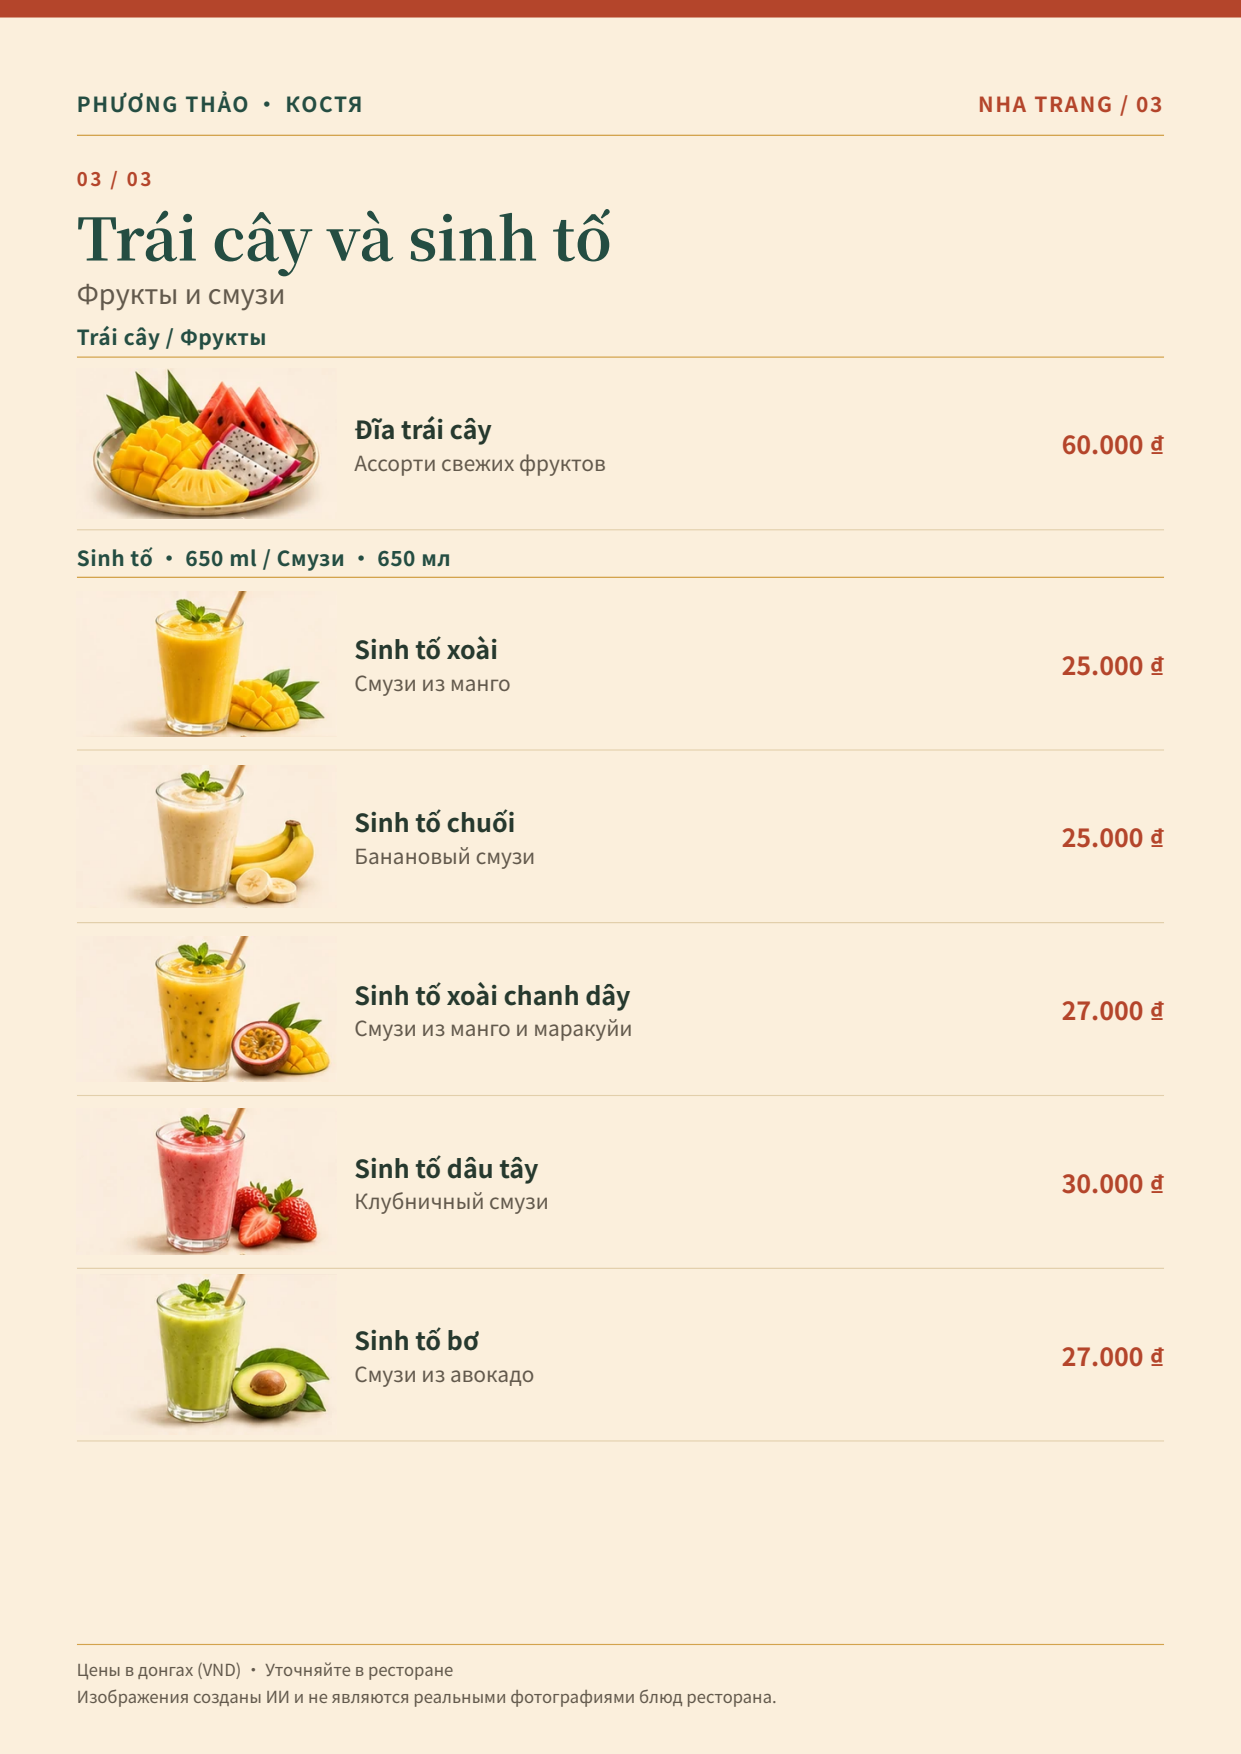 PHƯƠNG THẢO • КОСТЯ
NHA TRANG / 03
03 / 03
Trái cây và sinh tố
Фрукты и смузи
Trái cây / Фрукты
Đĩa trái cây
Ассорти свежих фруктов
60.000 ₫
Sinh tố • 650 ml / Смузи • 650 мл
Sinh tố xoài
Смузи из манго
25.000 ₫
Sinh tố chuối
Банановый смузи
25.000 ₫
Sinh tố xoài chanh dây
Смузи из манго и маракуйи
27.000 ₫
Sinh tố dâu tây
Клубничный смузи
30.000 ₫
Sinh tố bơ
Смузи из авокадо
27.000 ₫
Цены в донгах (VND) • Уточняйте в ресторане
Изображения созданы ИИ и не являются реальными фотографиями блюд ресторана.